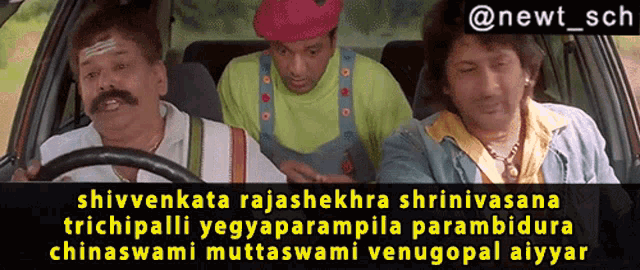 @newt_sch
shivvenkata rajashekhra shrinivasana
trichipalli yegyaparampila parambidura
chinaswami muttaswami venugopal aiyyar